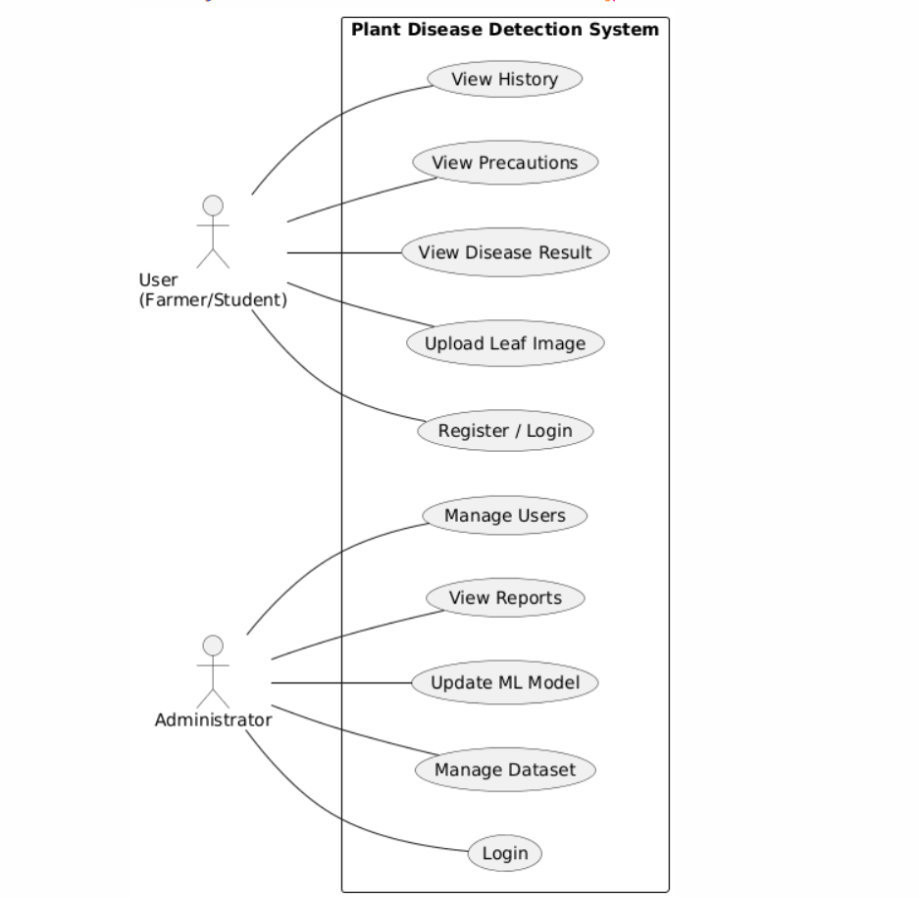 Plant Disease Detection System
View History
View Precautions
View Disease Result
User
(Farmer/Student)
Upload Leaf Image
Register / Login
Manage Users
View Reports
Update ML Model
Administrator
Manage Dataset
Login